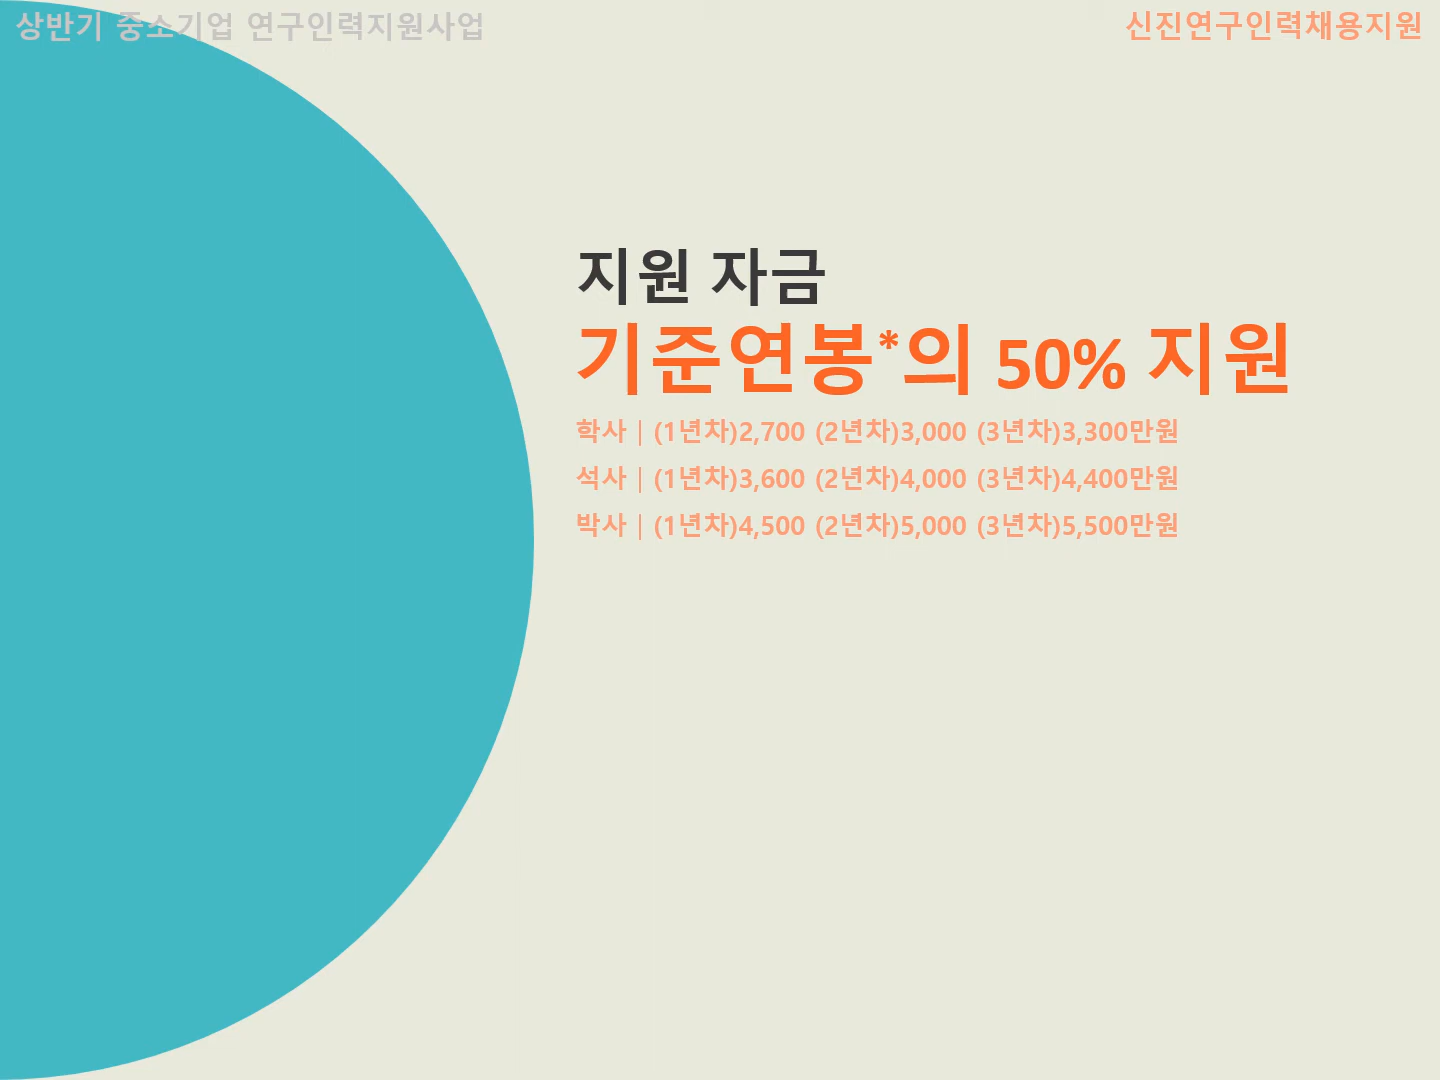 상반기 중소기업 연구인력지원사업
신진연구인력채용지원
지원 자금
기준연봉*의 50% 지원
학사 | (1년차)2,700 (2년차)3,000 (3년차)3,300만원
석사 | (1년차)3,600 (2년차)4,000 (3년차)4,400만원
박사 | (1년차)4,500 (2년차)5,000 (3년차)5,500만원